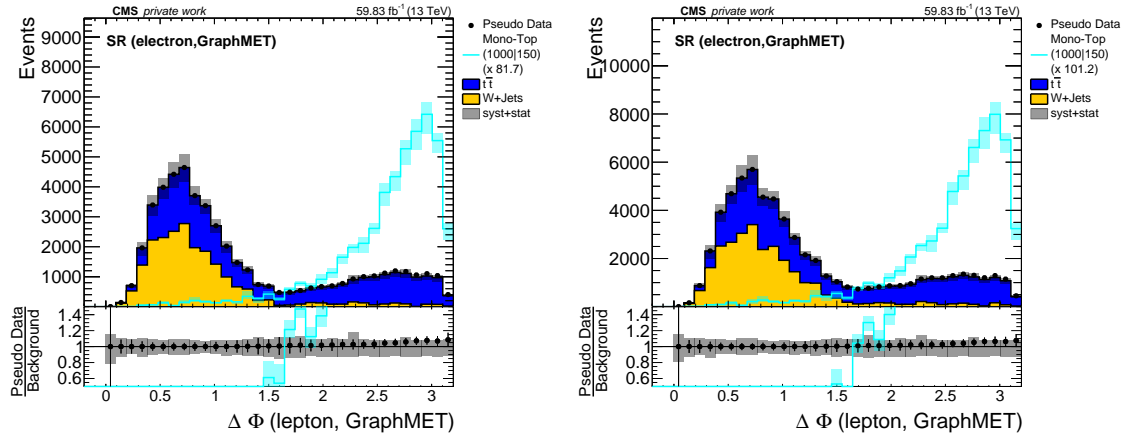 CMS private work 59.83 fb⁻¹ (13 TeV)
SR (electron,GraphMET)
Events
9000
8000
7000
6000
5000
4000
3000
2000
1000
Pseudo Data
Mono-Top
(1000|150)
(x 81.7)
t t̅
W+Jets
syst+stat
Pseudo Data
Background
1.4
1.2
1
0.8
0.6
0 0.5 1 1.5 2 2.5 3
Δ Φ (lepton, GraphMET)
CMS private work 59.83 fb⁻¹ (13 TeV)
SR (electron,GraphMET)
Events
10000
8000
6000
4000
2000
Pseudo Data
Mono-Top
(1000|150)
(x 101.2)
t t̅
W+Jets
syst+stat
Pseudo Data
Background
1.4
1.2
1
0.8
0.6
0 0.5 1 1.5 2 2.5 3
Δ Φ (lepton, GraphMET)